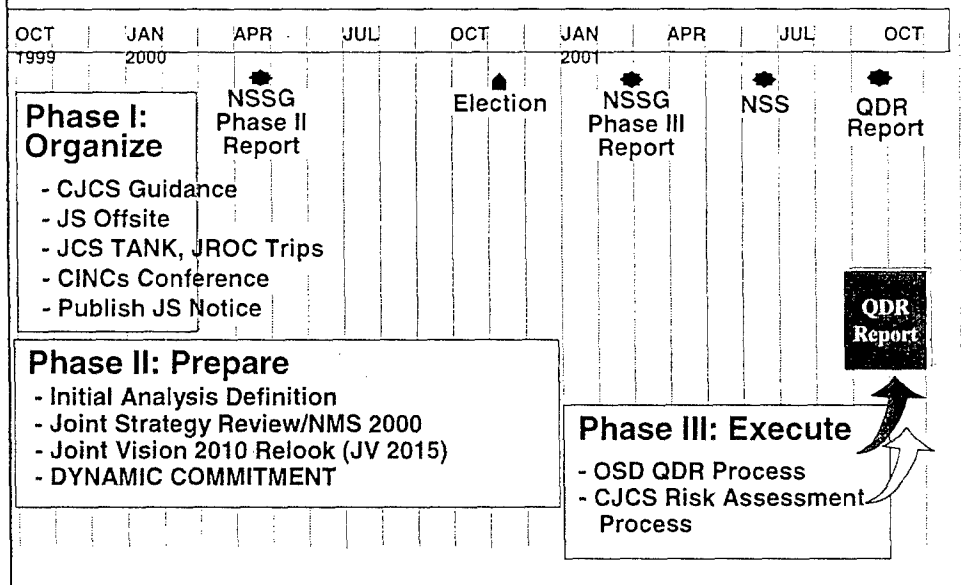 OCT | JAN | APR | JUL | OCT | JAN | APR | JUL | OCT
1999 2000 2001
NSSG
Phase II
Report
Election
NSSG
Phase III
Report
NSS
QDR
Report
Phase I:
Organize
- CJCS Guidance
- JS Offsite
- JCS TANK, JROC Trips
- CINCs Conference
- Publish JS Notice
QDR
Report
Phase II: Prepare
- Initial Analysis Definition
- Joint Strategy Review/NMS 2000
- Joint Vision 2010 Relook (JV 2015)
- DYNAMIC COMMITMENT
Phase III: Execute
- OSD QDR Process
- CJCS Risk Assessment
Process